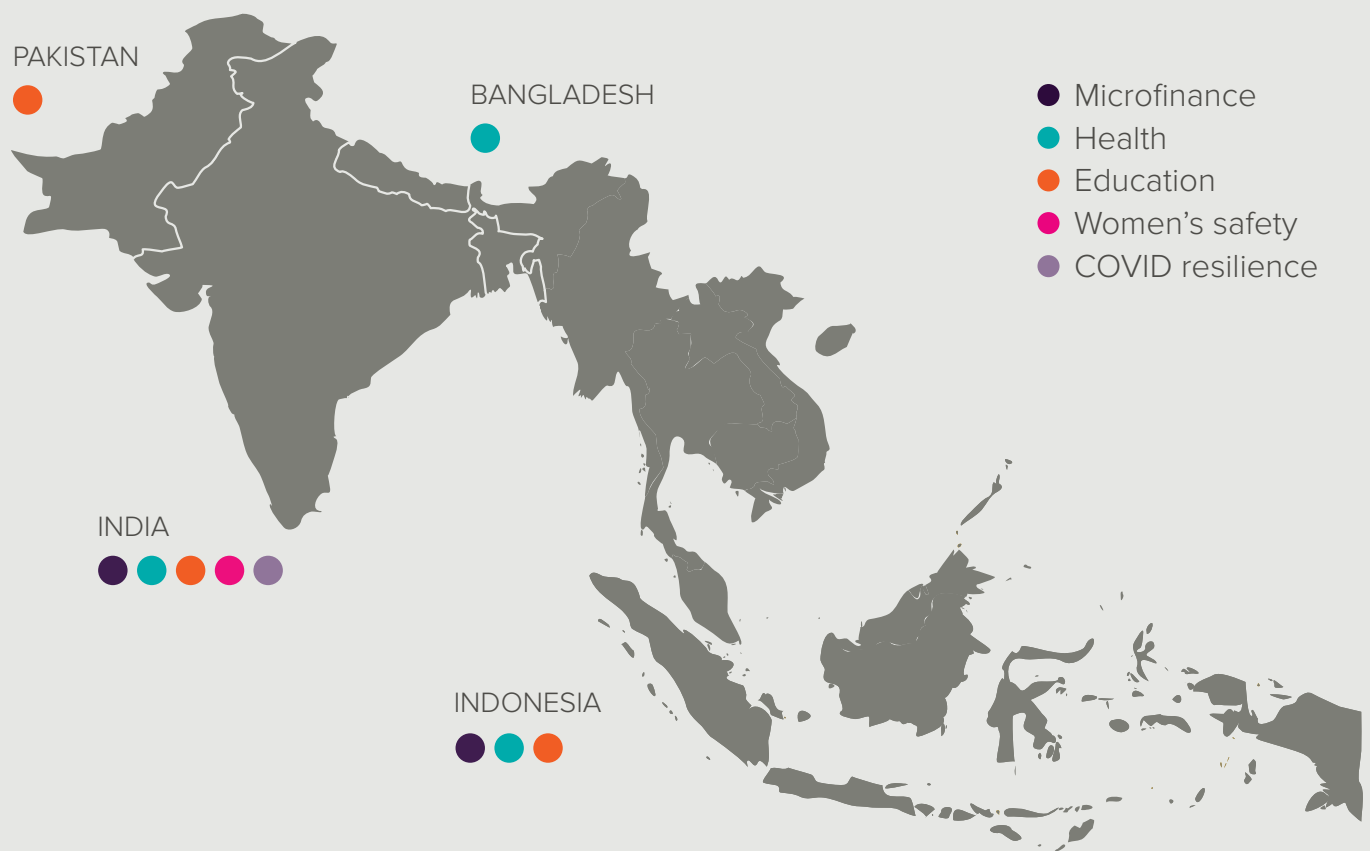 PAKISTAN
BANGLADESH
Microfinance
Health
Education
Women’s safety
COVID resilience
INDIA
INDONESIA